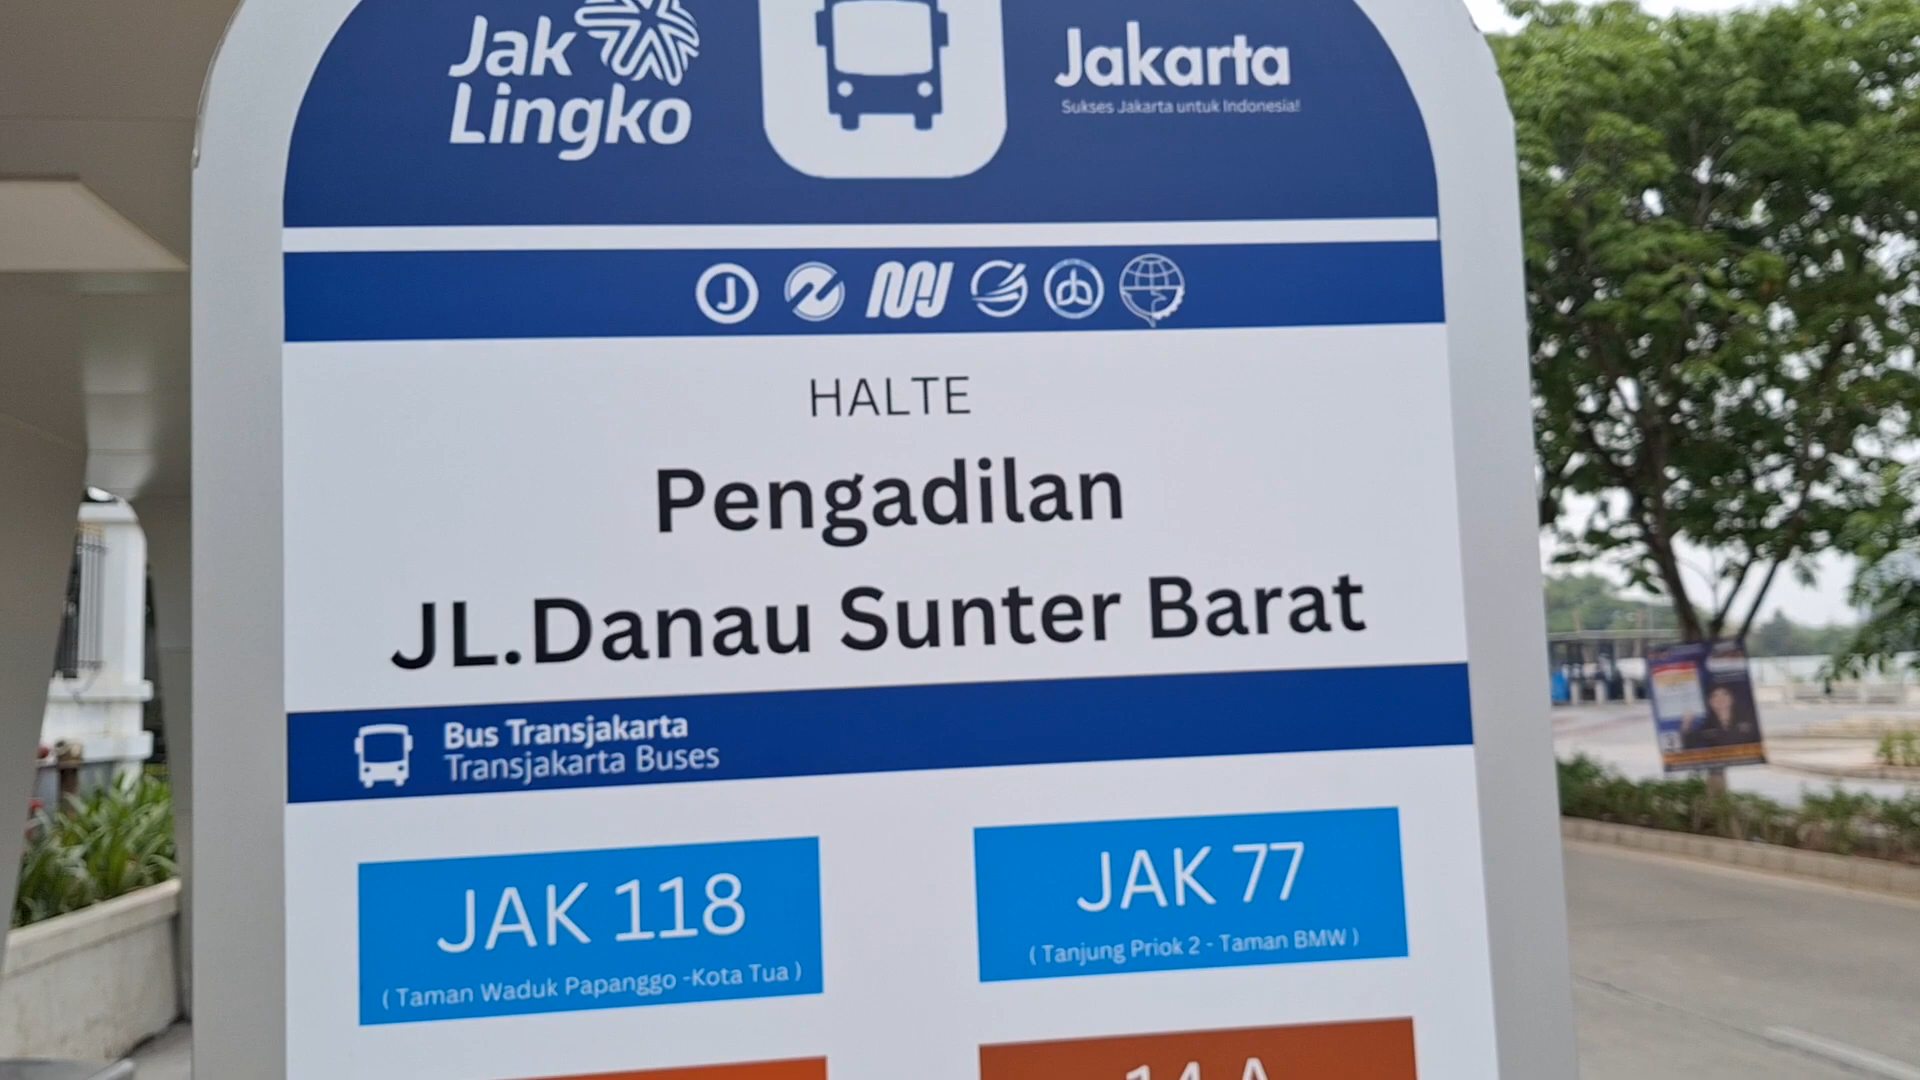 Jak
Lingko
Jakarta
Sukses Jakarta untuk Indonesia!
HALTE
Pengadilan
JL.Danau Sunter Barat
Bus Transjakarta
Transjakarta Buses
JAK 118
( Taman Waduk Papanggo -Kota Tua )
JAK 77
( Tanjung Priok 2 - Taman BMW )
14 A